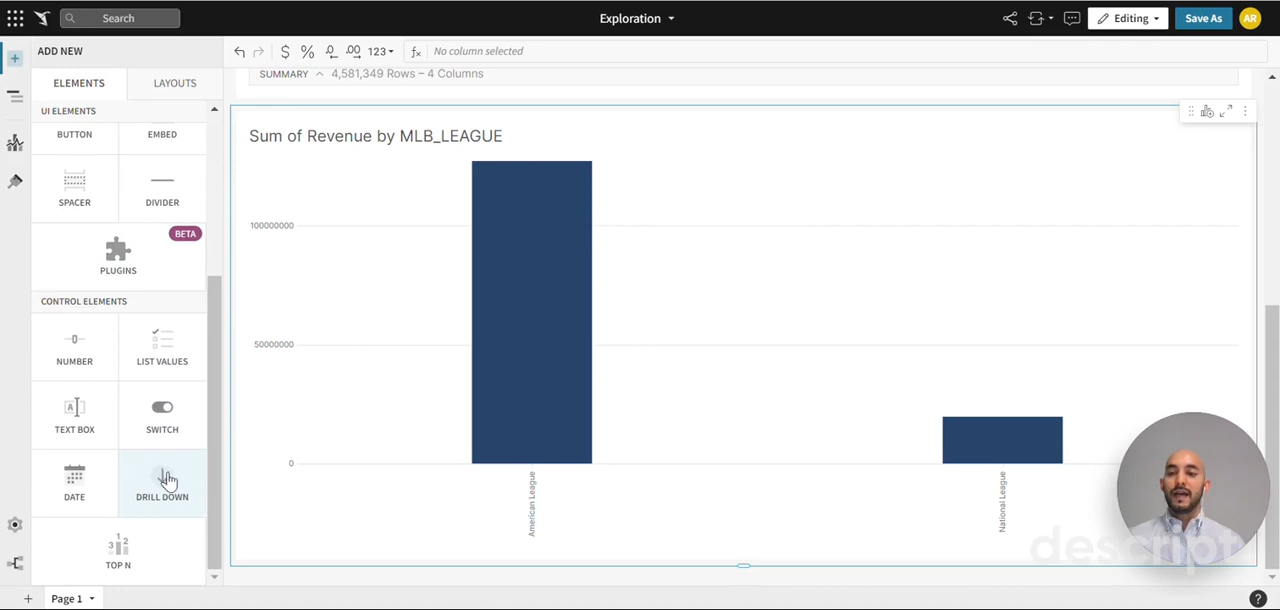 Search
Exploration
Editing
Save As
AR
ADD NEW
123
fx
No column selected
ELEMENTS
LAYOUTS
SUMMARY 4,581,349 Rows – 4 Columns
UI ELEMENTS
BUTTON
EMBED
SPACER
DIVIDER
BETA
PLUGINS
CONTROL ELEMENTS
NUMBER
LIST VALUES
TEXT BOX
SWITCH
DATE
DRILL DOWN
TOP N
Sum of Revenue by MLB_LEAGUE
100000000
50000000
0
American League
National League
descript
Page 1